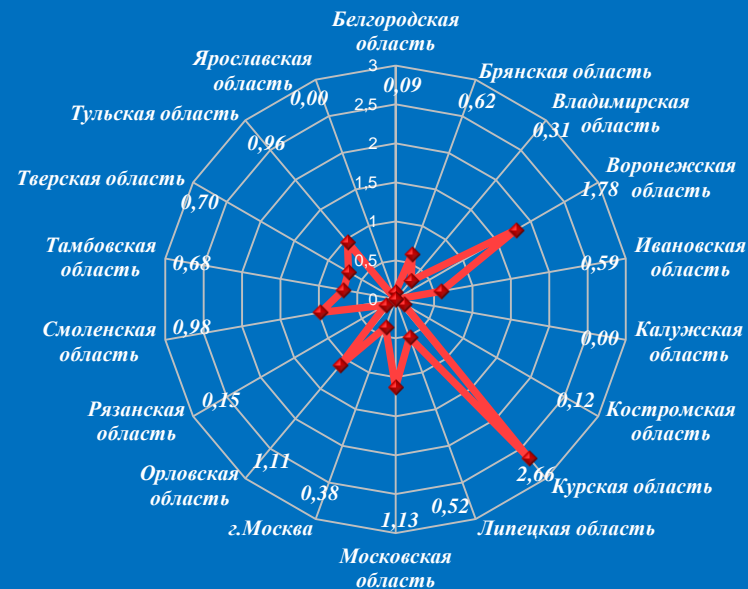 Белгородская
область
0,09
Брянская область
0,62
Владимирская
область
0,31
Воронежская
область
1,78
Ивановская
область
0,59
Калужская
область
0,00
Костромская
область
0,12
Курская область
2,66
Липецкая область
0,52
Московская
область
1,13
г.Москва
0,38
Орловская
область
1,11
Рязанская
область
0,15
Смоленская
область
0,98
Тамбовская
область
0,68
Тверская область
0,70
Тульская область
0,96
Ярославская
область
0,00
3
2,5
2
1,5
1
0,5
0